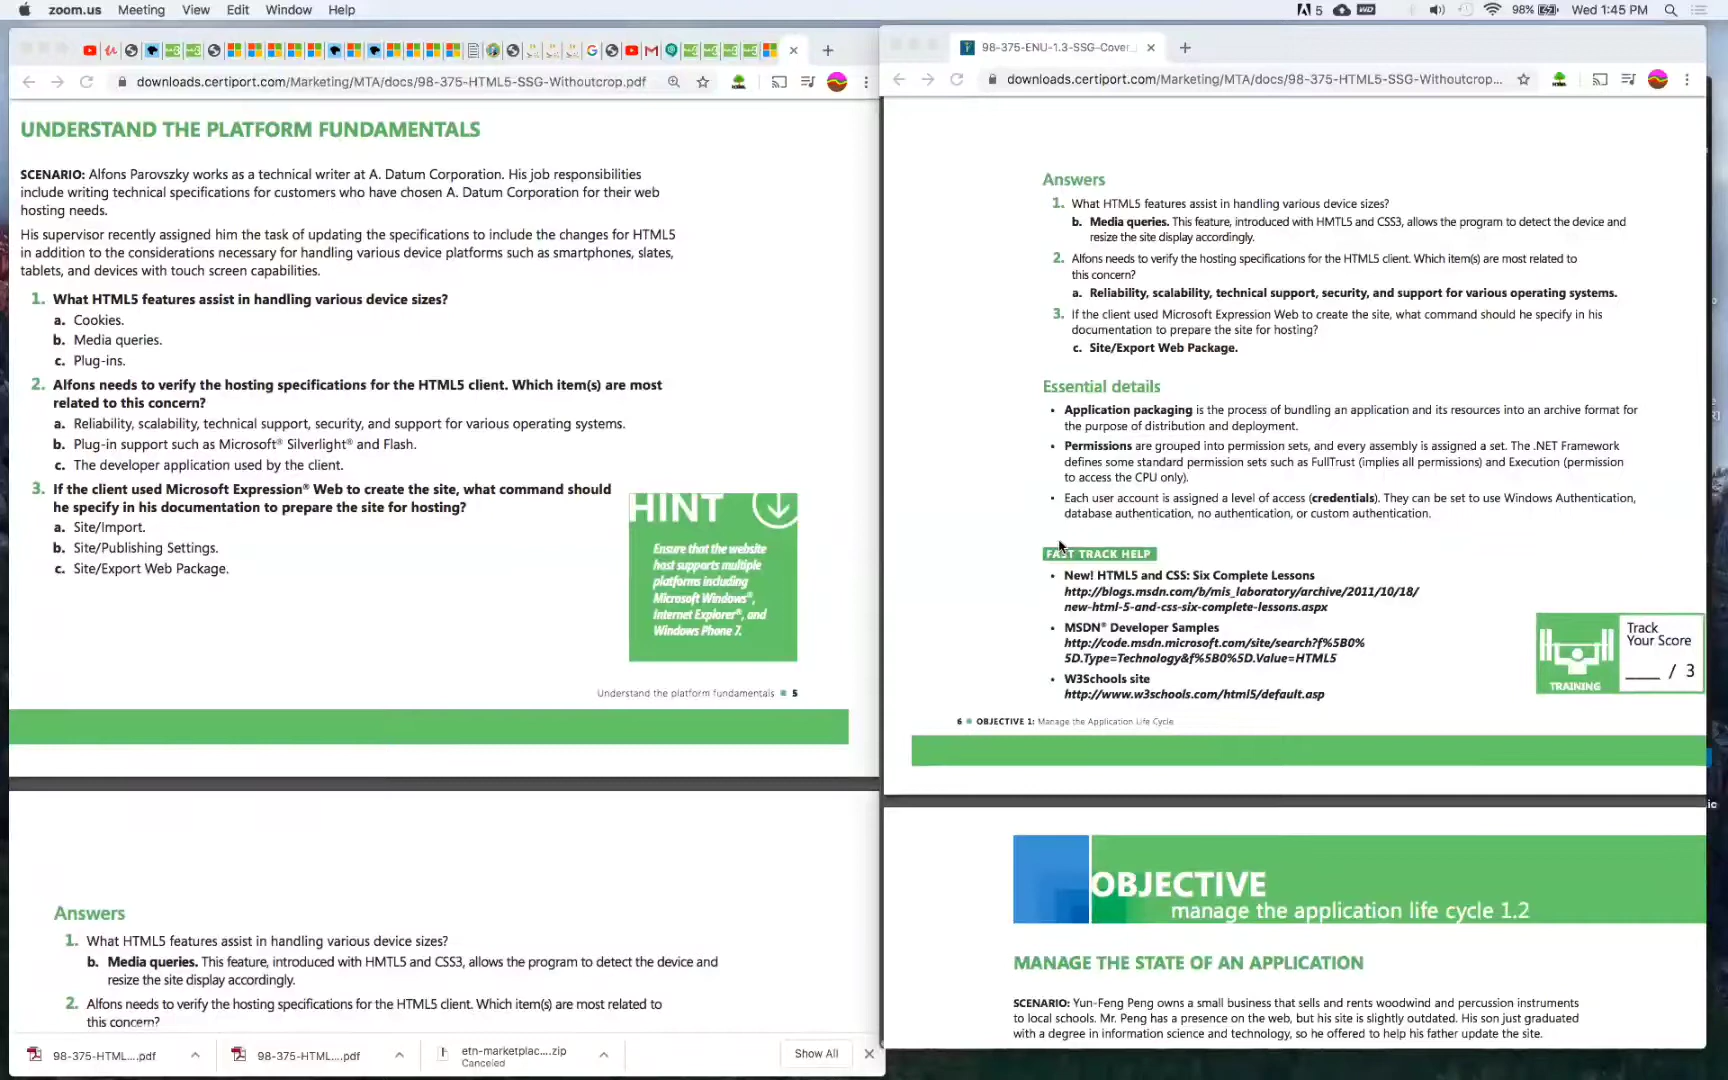 zoom.us Meeting View Edit Window Help
5 98% Wed 1:45 PM
downloads.certiport.com/Marketing/MTA/docs/98-375-HTML5-SSG-Withoutcrop.pdf
UNDERSTAND THE PLATFORM FUNDAMENTALS
SCENARIO: Alfons Parovszky works as a technical writer at A. Datum Corporation. His job responsibilities
include writing technical specifications for customers who have chosen A. Datum Corporation for their web
hosting needs.
His supervisor recently assigned him the task of updating the specifications to include the changes for HTML5
in addition to the considerations necessary for handling various device platforms such as smartphones, slates,
tablets, and devices with touch screen capabilities.
1. What HTML5 features assist in handling various device sizes?
a. Cookies.
b. Media queries.
c. Plug-ins.
2. Alfons needs to verify the hosting specifications for the HTML5 client. Which item(s) are most
related to this concern?
a. Reliability, scalability, technical support, security, and support for various operating systems.
b. Plug-in support such as Microsoft® Silverlight® and Flash.
c. The developer application used by the client.
3. If the client used Microsoft Expression® Web to create the site, what command should
he specify in his documentation to prepare the site for hosting?
a. Site/Import.
b. Site/Publishing Settings.
c. Site/Export Web Package.
HINT
Ensure that the website
host supports multiple
platforms including
Microsoft Windows®,
Internet Explorer®, and
Windows Phone 7.
Understand the platform fundamentals 5
Answers
1. What HTML5 features assist in handling various device sizes?
b. Media queries. This feature, introduced with HMTL5 and CSS3, allows the program to detect the device and
resize the site display accordingly.
2. Alfons needs to verify the hosting specifications for the HTML5 client. Which item(s) are most related to
this concern?
98-375-HTML....pdf
98-375-HTML....pdf
etn-marketplac....zip
Canceled
Show All
98-375-ENU-1.3-SSG-Cover_
downloads.certiport.com/Marketing/MTA/docs/98-375-HTML5-SSG-Withoutcrop...
Answers
1. What HTML5 features assist in handling various device sizes?
b. Media queries. This feature, introduced with HMTL5 and CSS3, allows the program to detect the device and
resize the site display accordingly.
2. Alfons needs to verify the hosting specifications for the HTML5 client. Which item(s) are most related to
this concern?
a. Reliability, scalability, technical support, security, and support for various operating systems.
3. If the client used Microsoft Expression Web to create the site, what command should he specify in his
documentation to prepare the site for hosting?
c. Site/Export Web Package.
Essential details
• Application packaging is the process of bundling an application and its resources into an archive format for
the purpose of distribution and deployment.
• Permissions are grouped into permission sets, and every assembly is assigned a set. The .NET Framework
defines some standard permission sets such as FullTrust (implies all permissions) and Execution (permission
to access the CPU only).
• Each user account is assigned a level of access (credentials). They can be set to use Windows Authentication,
database authentication, no authentication, or custom authentication.
FAST TRACK HELP
• New! HTML5 and CSS: Six Complete Lessons
http://blogs.msdn.com/b/mis_laboratory/archive/2011/10/18/
new-html-5-and-css-six-complete-lessons.aspx
• MSDN® Developer Samples
http://code.msdn.microsoft.com/site/search?f%5B0%
5D.Type=Technology&f%5B0%5D.Value=HTML5
• W3Schools site
http://www.w3schools.com/html5/default.asp
TRAINING
Track
Your Score
____ / 3
6 OBJECTIVE 1: Manage the Application Life Cycle
OBJECTIVE
manage the application life cycle 1.2
MANAGE THE STATE OF AN APPLICATION
SCENARIO: Yun-Feng Peng owns a small business that sells and rents woodwind and percussion instruments
to local schools. Mr. Peng has a presence on the web, but his site is slightly outdated. His son just graduated
with a degree in information science and technology, so he offered to help his father update the site.